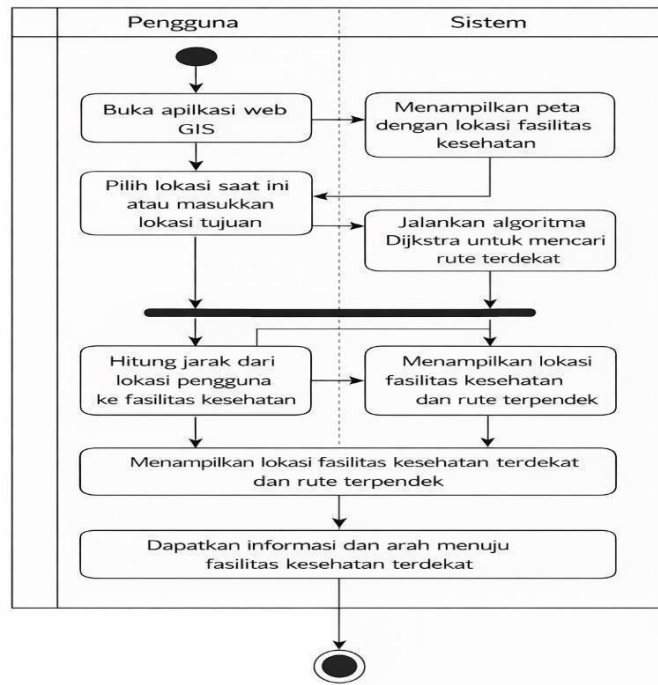 Pengguna
Sistem
Buka apilkasi web
GIS
Menampilkan peta
dengan lokasi fasilitas
kesehatan
Pilih lokasi saat ini
atau masukkan
lokasi tujuan
Jalankan algoritma
Dijkstra untuk mencari
rute terdekat
Hitung jarak dari
lokasi pengguna
ke fasilitas kesehatan
Menampilkan lokasi
fasilitas kesehatan
dan rute terpendek
Menampilkan lokasi fasilitas kesehatan terdekat
dan rute terpendek
Dapatkan informasi dan arah menuju
fasilitas kesehatan terdekat